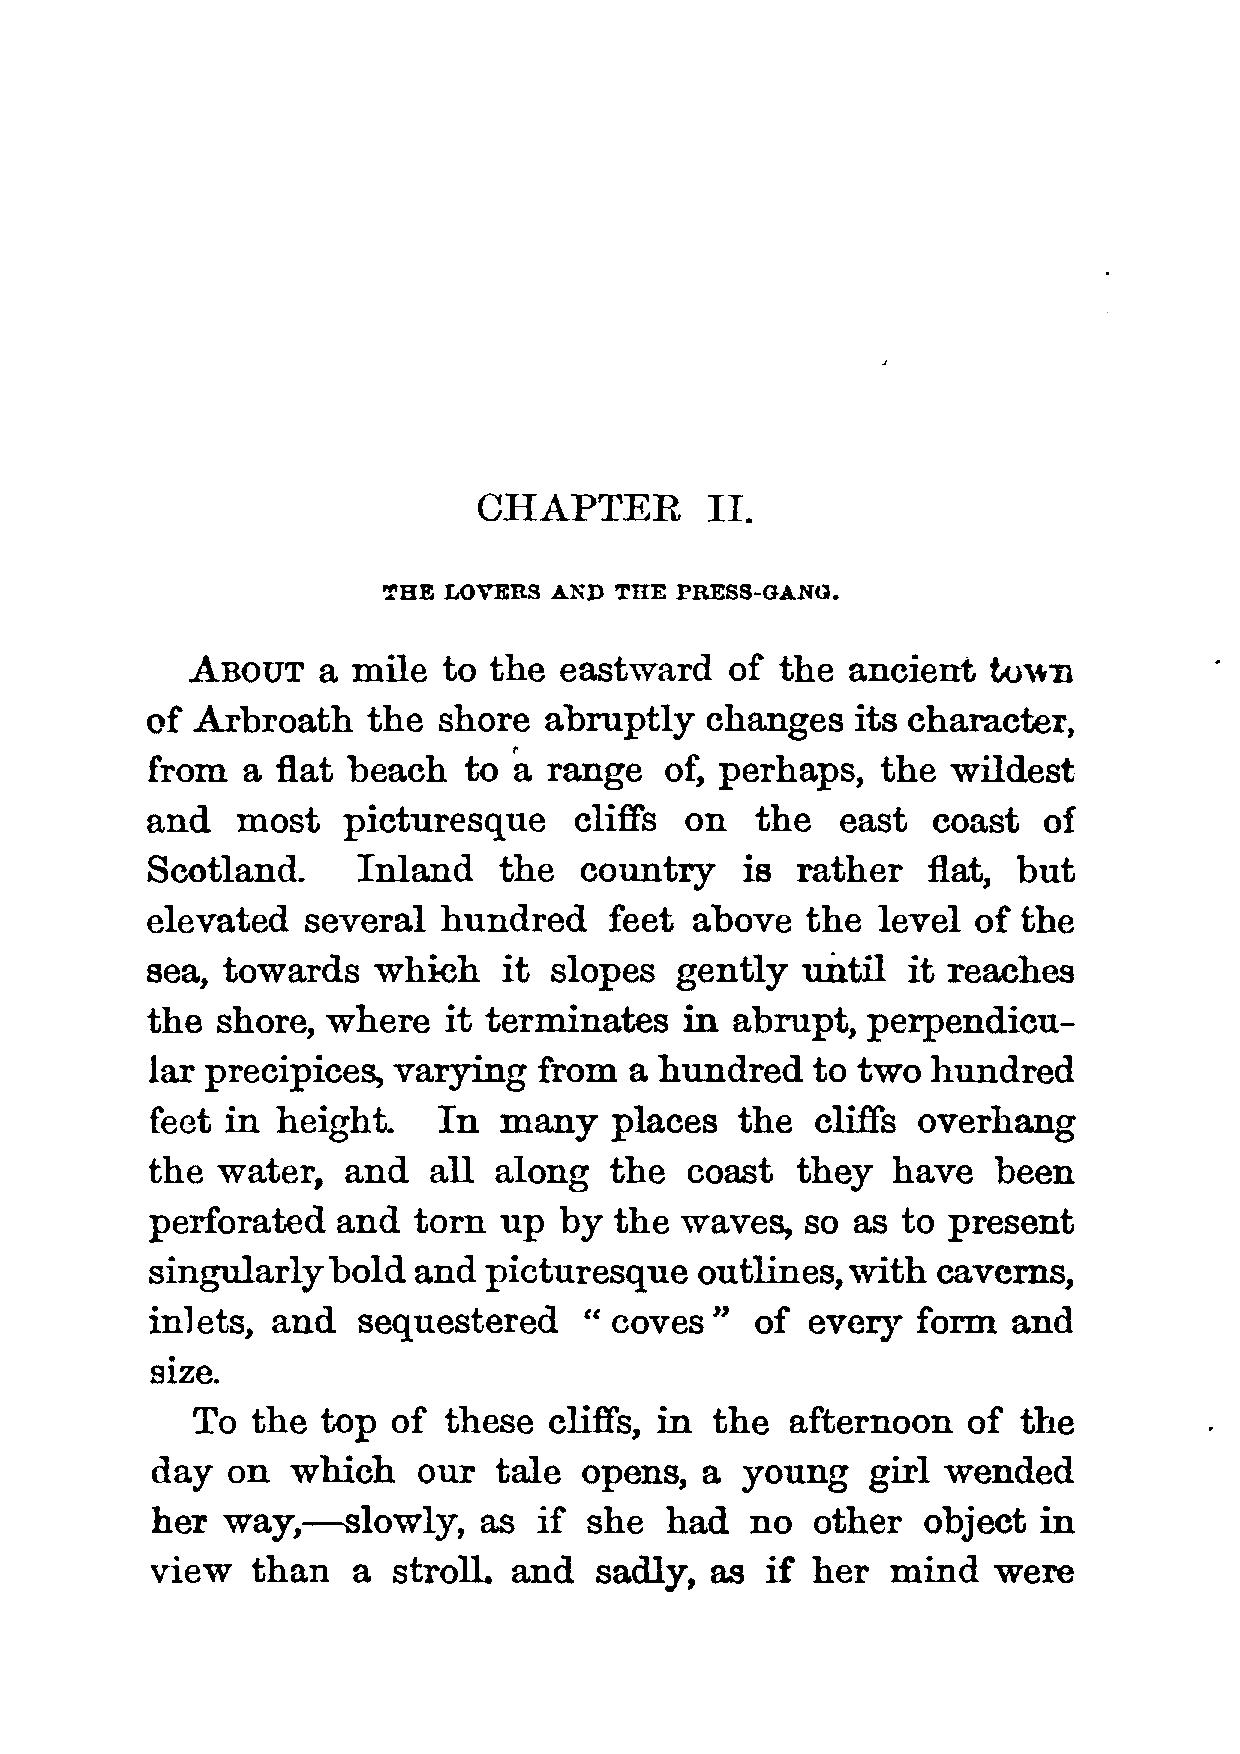 CHAPTER II.
THE LOVERS AND THE PRESS-GANG.
ABOUT a mile to the eastward of the ancient town
of Arbroath the shore abruptly changes its character,
from a flat beach to a range of, perhaps, the wildest
and most picturesque cliffs on the east coast of
Scotland. Inland the country is rather flat, but
elevated several hundred feet above the level of the
sea, towards which it slopes gently until it reaches
the shore, where it terminates in abrupt, perpendicu-
lar precipices, varying from a hundred to two hundred
feet in height. In many places the cliffs overhang
the water, and all along the coast they have been
perforated and torn up by the waves, so as to present
singularly bold and picturesque outlines, with caverns,
inlets, and sequestered “ coves ” of every form and
size.
To the top of these cliffs, in the afternoon of the
day on which our tale opens, a young girl wended
her way,—slowly, as if she had no other object in
view than a stroll. and sadly, as if her mind were